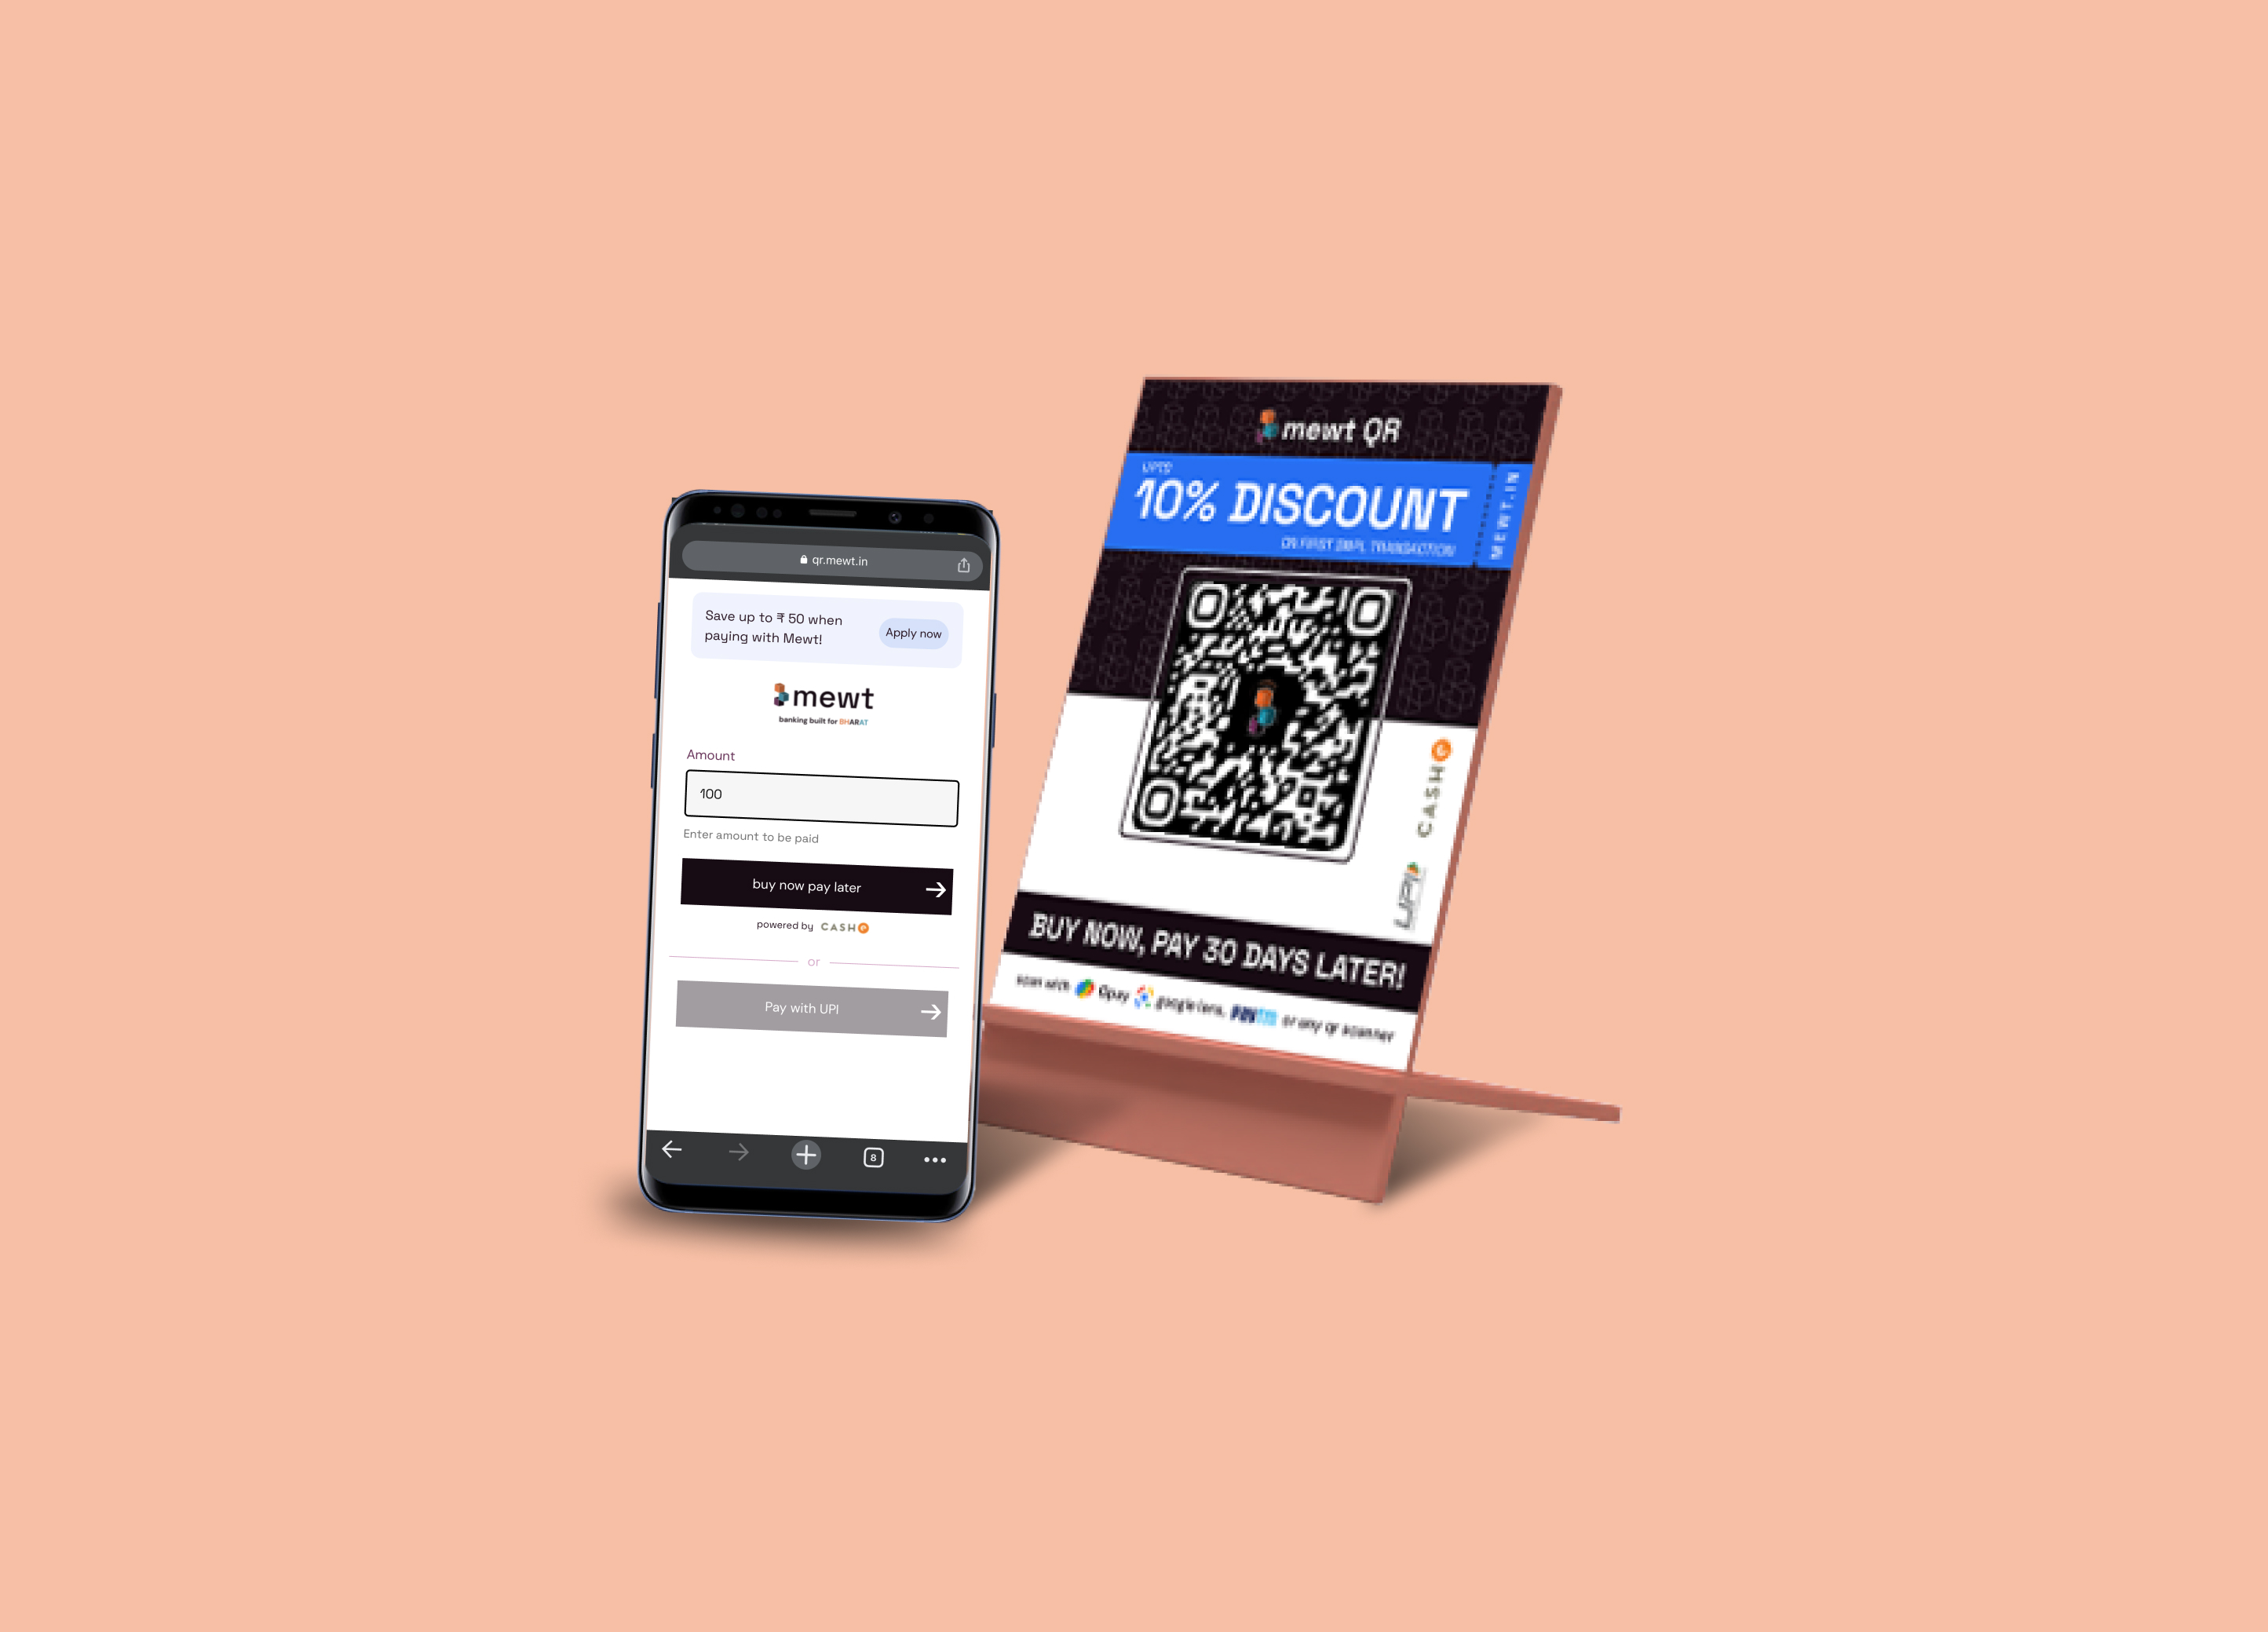 qr.mewt.in
Save up to ₹ 50 when
paying with Mewt!
Apply now
mewt
banking built for BHARAT
Amount
100
Enter amount to be paid
buy now pay later
powered by CASHe
or
Pay with UPI
8
mewt QR
UPTO
10% DISCOUNT
ON FIRST BNPL TRANSACTION
MEWT-IN
CASHe
UPI
BUY NOW, PAY 30 DAYS LATER!
scan with Gpay google lens, PAYTM or any qr scanner